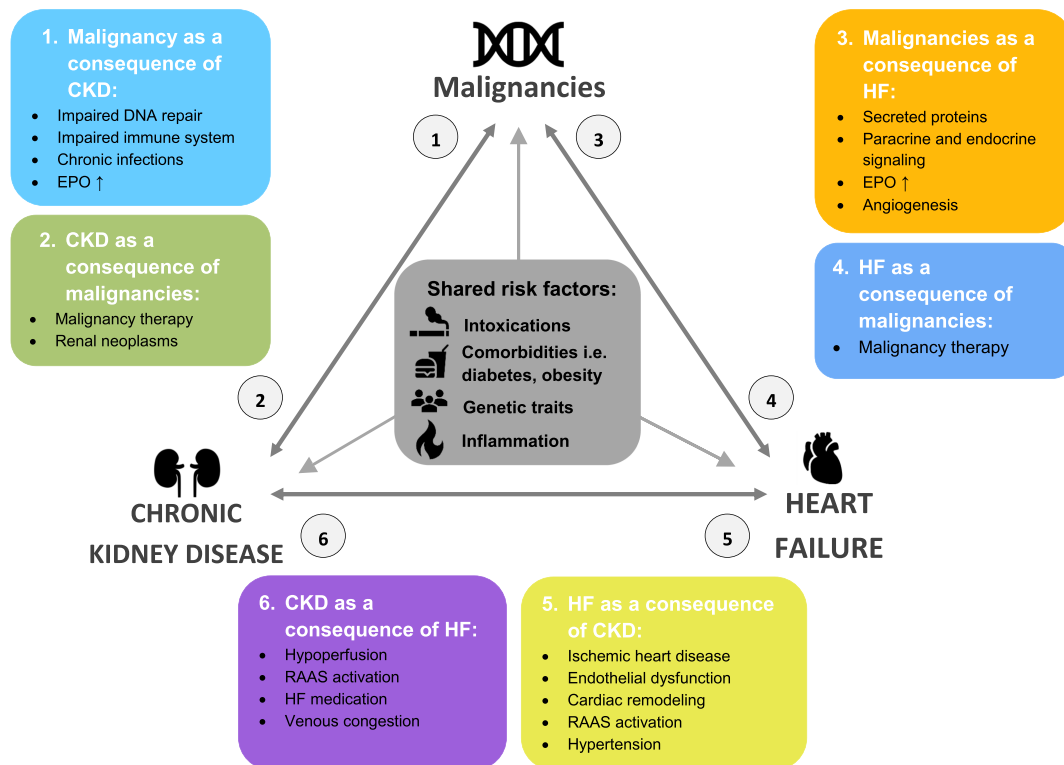 1. Malignancy as a
consequence of
CKD:
• Impaired DNA repair
• Impaired immune system
• Chronic infections
• EPO ↑
2. CKD as a
consequence of
malignancies:
• Malignancy therapy
• Renal neoplasms
Malignancies
1
3
3. Malignancies as a
consequence of
HF:
• Secreted proteins
• Paracrine and endocrine
signaling
• EPO ↑
• Angiogenesis
4. HF as a
consequence of
malignancies:
• Malignancy therapy
Shared risk factors:
Intoxications
Comorbidities i.e.
diabetes, obesity
Genetic traits
Inflammation
2
4
CHRONIC
KIDNEY DISEASE
HEART
FAILURE
6
5
6. CKD as a
consequence of HF:
• Hypoperfusion
• RAAS activation
• HF medication
• Venous congestion
5. HF as a consequence
of CKD:
• Ischemic heart disease
• Endothelial dysfunction
• Cardiac remodeling
• RAAS activation
• Hypertension